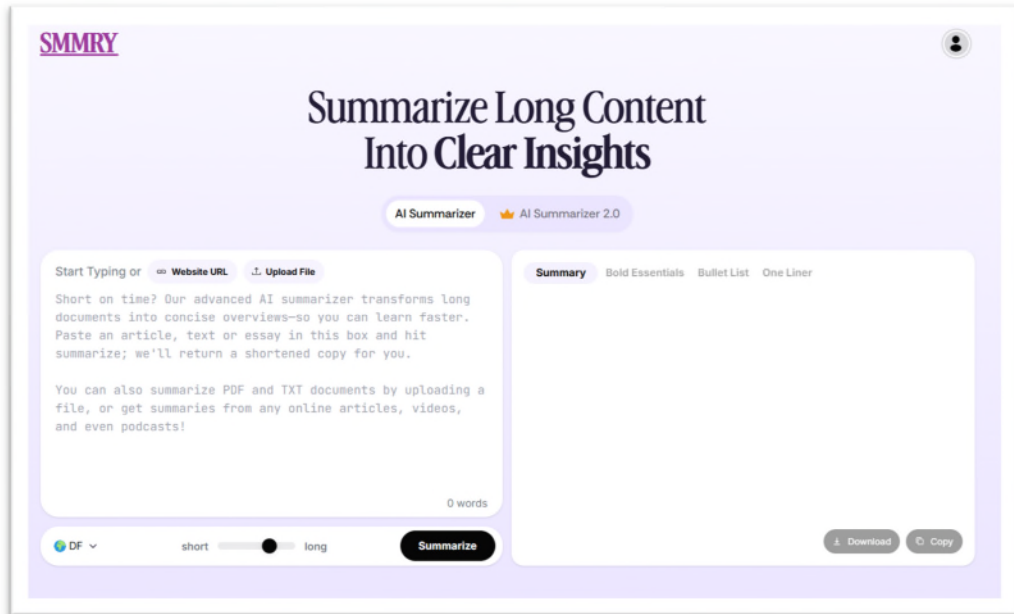 SMMRY
Summarize Long Content
Into Clear Insights
AI Summarizer
AI Summarizer 2.0
Start Typing or
Website URL
Upload File
Short on time? Our advanced AI summarizer transforms long
documents into concise overviews—so you can learn faster.
Paste an article, text or essay in this box and hit
summarize; we'll return a shortened copy for you.
You can also summarize PDF and TXT documents by uploading a
file, or get summaries from any online articles, videos,
and even podcasts!
0 words
DF
short
long
Summarize
Summary
Bold Essentials
Bullet List
One Liner
Download
Copy